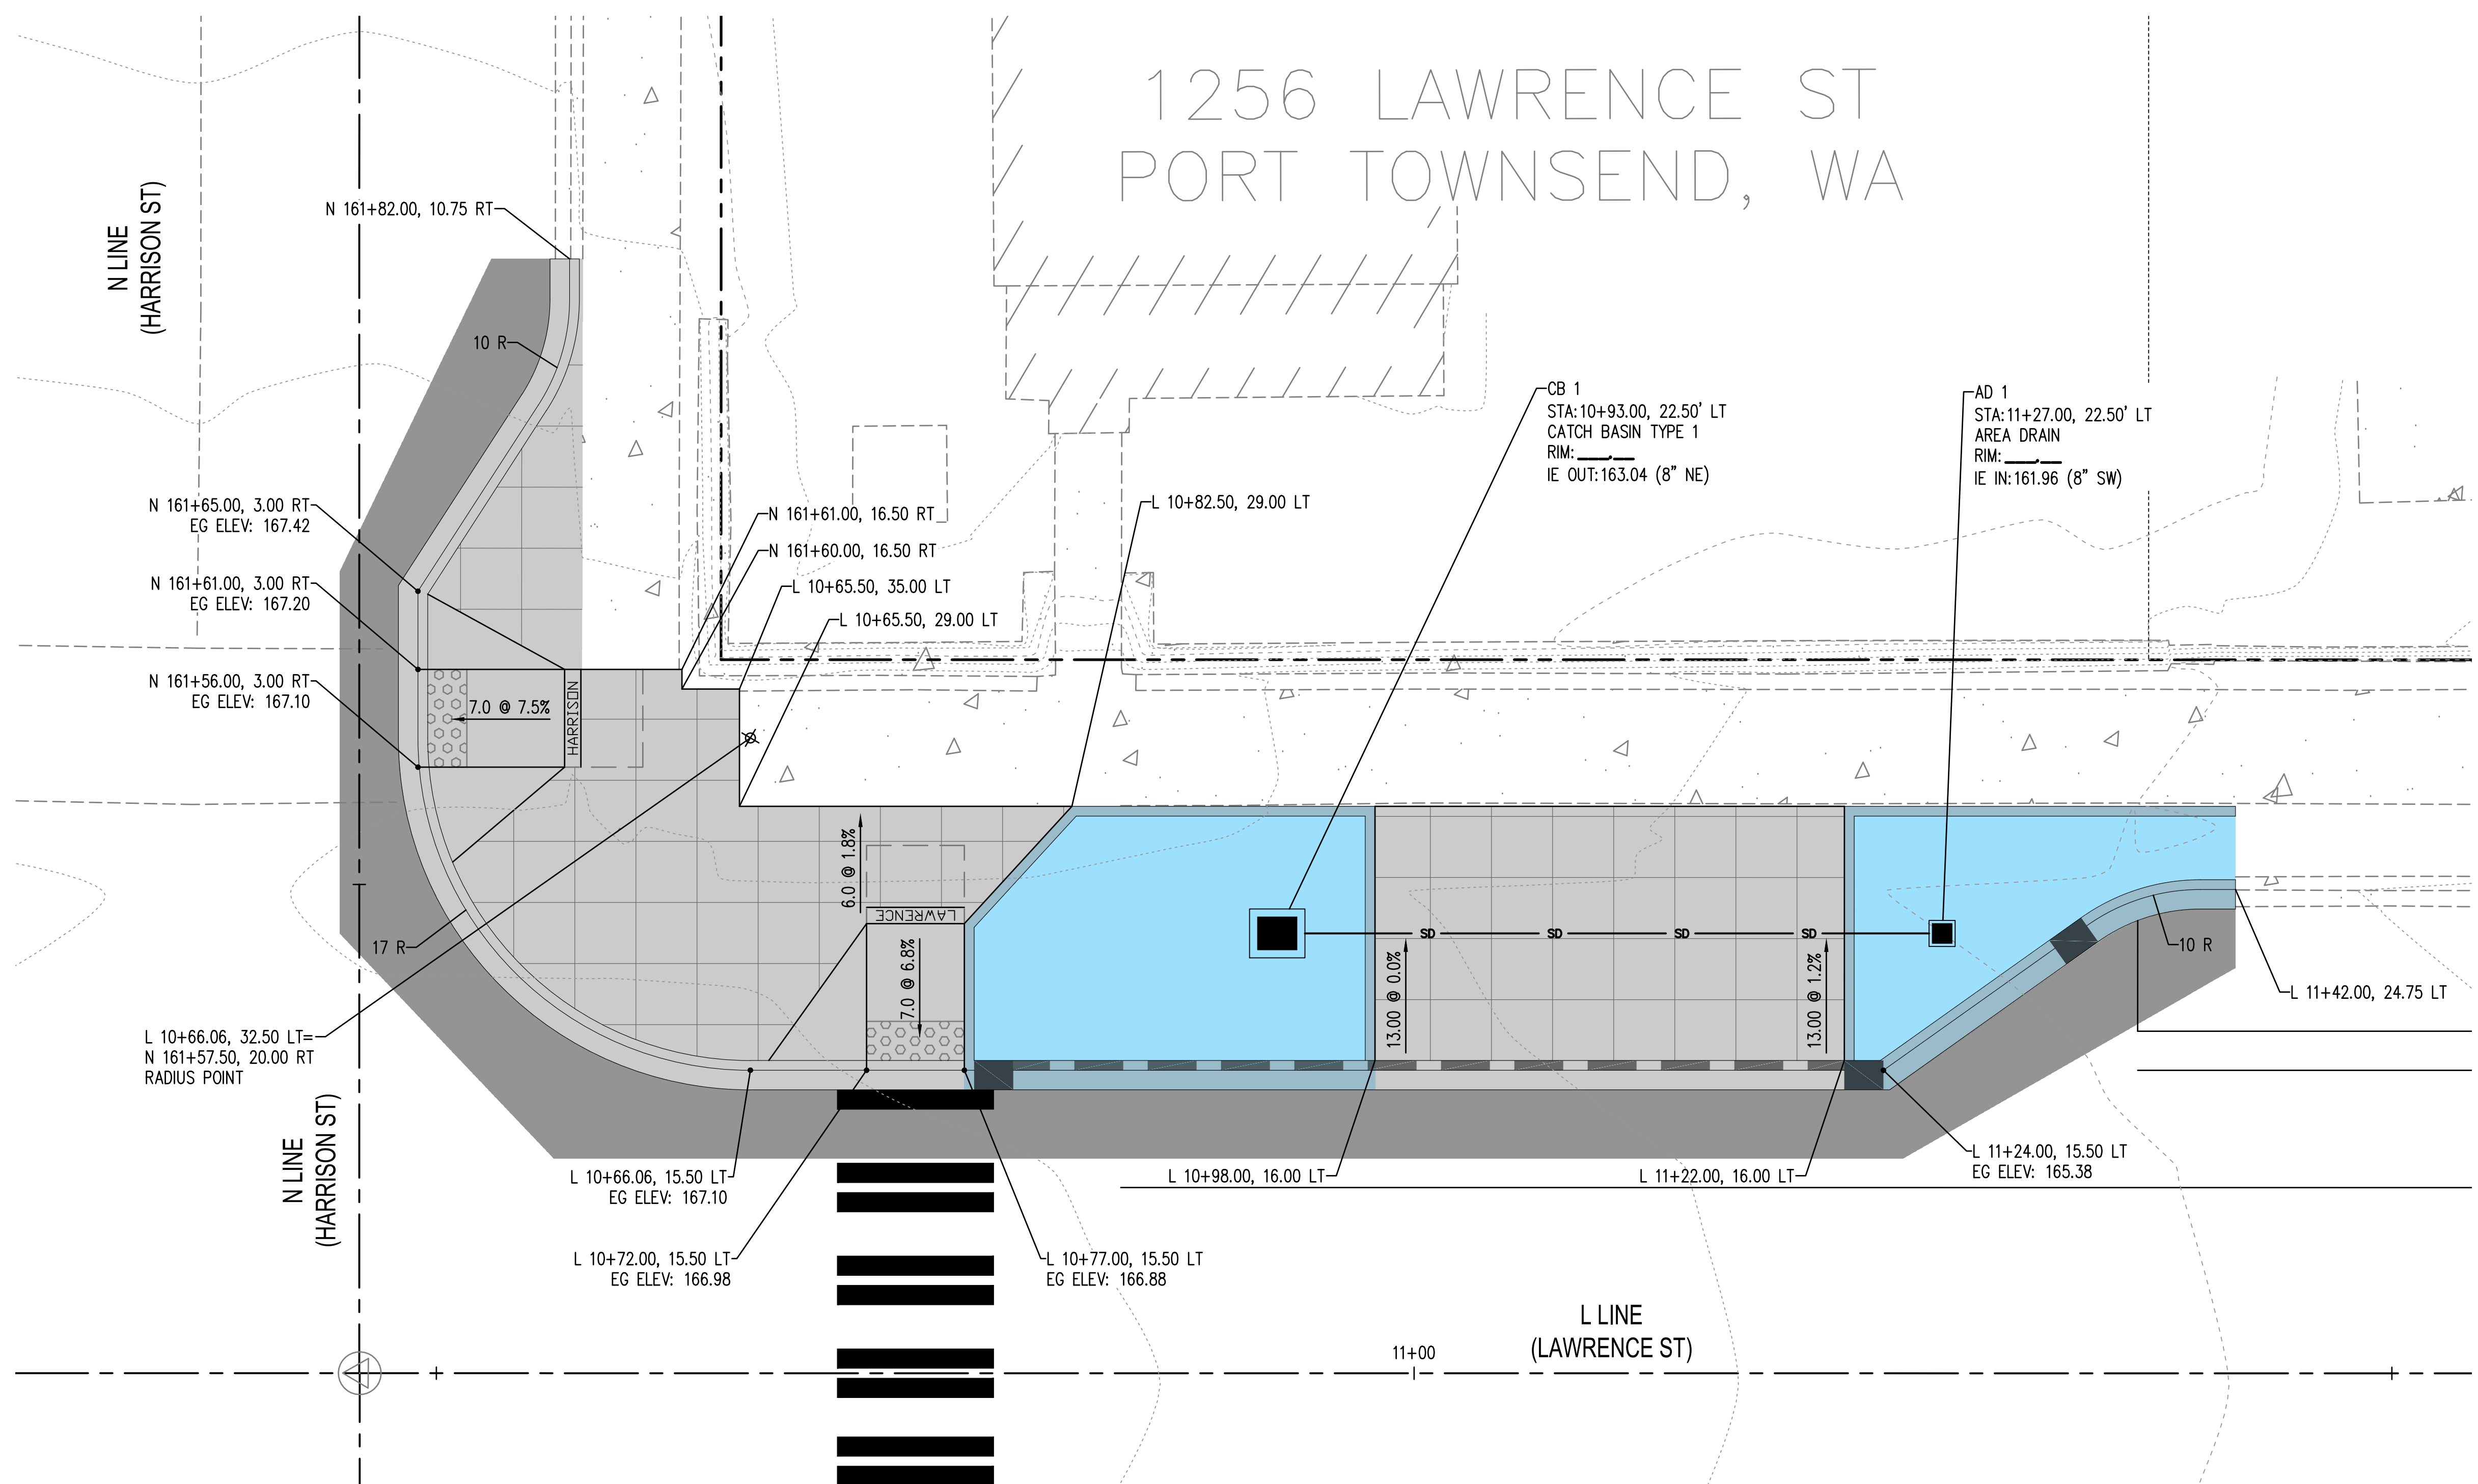 1256 LAWRENCE ST
PORT TOWNSEND, WA
N LINE
(HARRISON ST)
N 161+82.00, 10.75 RT
10 R
CB 1
STA:10+93.00, 22.50' LT
CATCH BASIN TYPE 1
RIM:___.__
IE OUT:163.04 (8" NE)
AD 1
STA:11+27.00, 22.50' LT
AREA DRAIN
RIM:___.__
IE IN:161.96 (8" SW)
N 161+65.00, 3.00 RT
EG ELEV: 167.42
N 161+61.00, 16.50 RT
L 10+82.50, 29.00 LT
N 161+60.00, 16.50 RT
N 161+61.00, 3.00 RT
EG ELEV: 167.20
L 10+65.50, 35.00 LT
L 10+65.50, 29.00 LT
N 161+56.00, 3.00 RT
EG ELEV: 167.10
7.0 @ 7.5%
HARRISON
6.0 @ 1.8%
LAWRENCE
7.0 @ 6.8%
17 R
SD SD SD SD
13.00 @ 0.0%
13.00 @ 1.2%
10 R
L 11+42.00, 24.75 LT
L 10+66.06, 32.50 LT=
N 161+57.50, 20.00 RT
RADIUS POINT
N LINE
(HARRISON ST)
L 10+66.06, 15.50 LT
EG ELEV: 167.10
L 10+98.00, 16.00 LT
L 11+22.00, 16.00 LT
L 11+24.00, 15.50 LT
EG ELEV: 165.38
L 10+72.00, 15.50 LT
EG ELEV: 166.98
L 10+77.00, 15.50 LT
EG ELEV: 166.88
L LINE
(LAWRENCE ST)
11+00